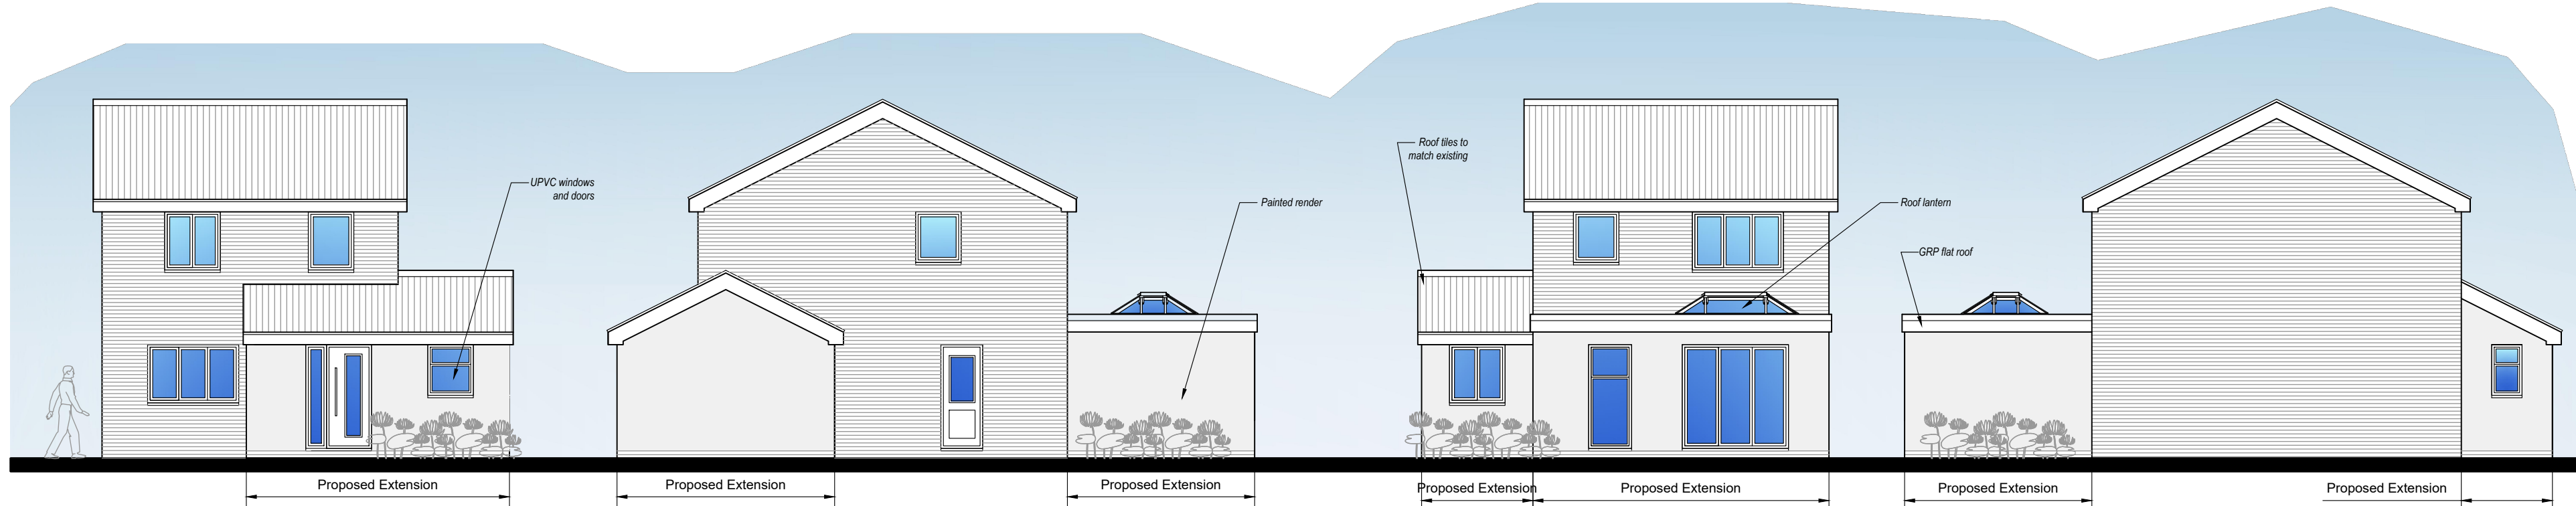 UPVC windows
and doors
Painted render
Roof tiles to
match existing
Roof lantern
GRP flat roof
Proposed Extension
Proposed Extension
Proposed Extension
Proposed Extension
Proposed Extension
Proposed Extension
Proposed Extension